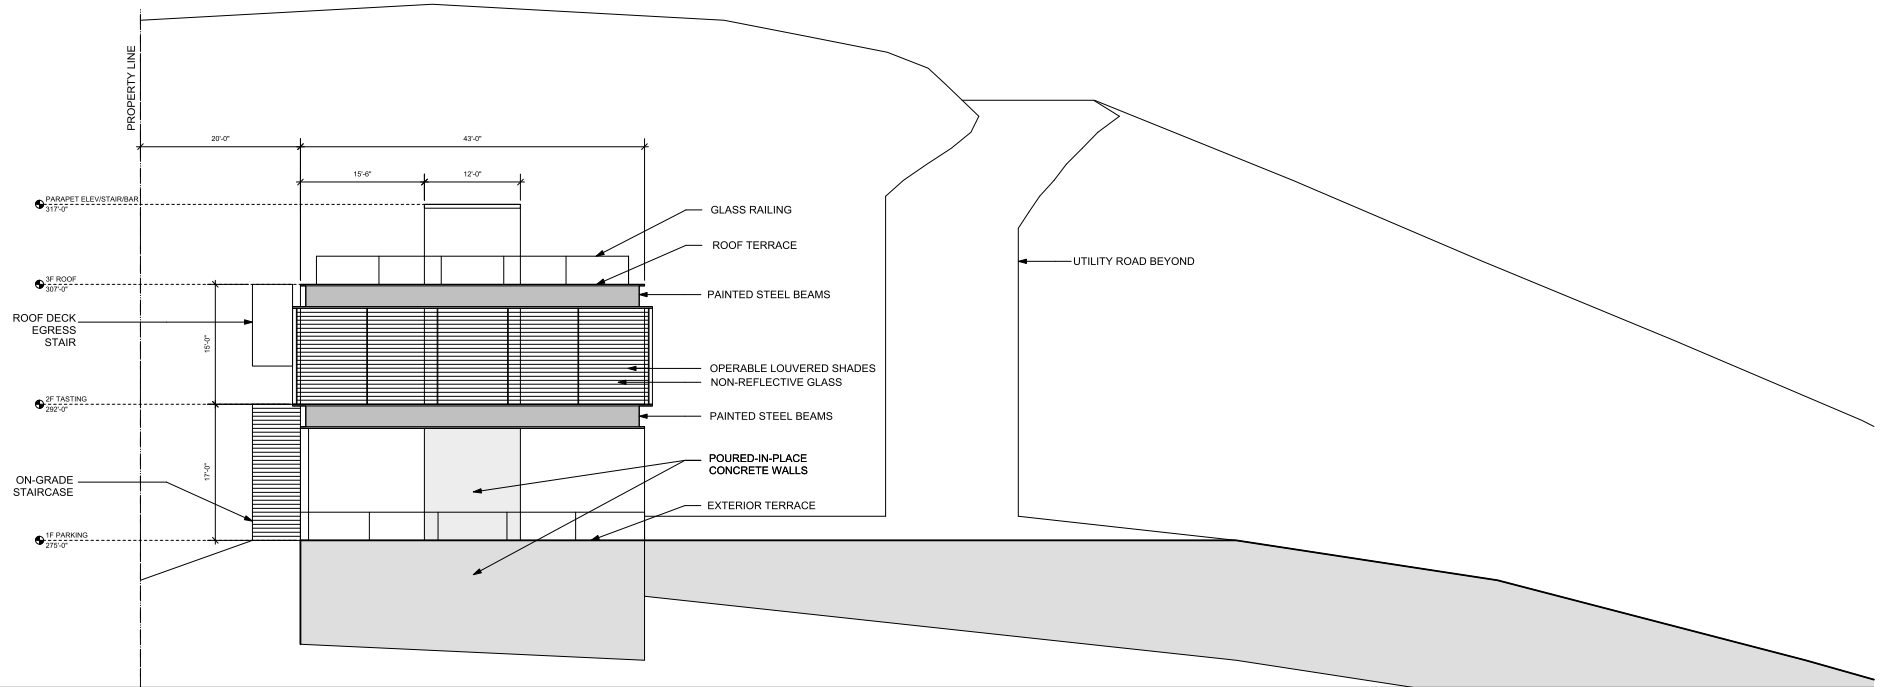 PROPERTY LINE
20'-0"
43'-0"
15'-6"
12'-0"
PARAPET ELEV/STAIR/BAR
317'-0"
GLASS RAILING
ROOF TERRACE
UTILITY ROAD BEYOND
3F ROOF
307'-0"
PAINTED STEEL BEAMS
ROOF DECK
EGRESS
STAIR
15'-0"
OPERABLE LOUVERED SHADES
NON-REFLECTIVE GLASS
2F TASTING
292'-0"
PAINTED STEEL BEAMS
POURED-IN-PLACE
CONCRETE WALLS
17'-0"
ON-GRADE
STAIRCASE
EXTERIOR TERRACE
1F PARKING
275'-0"